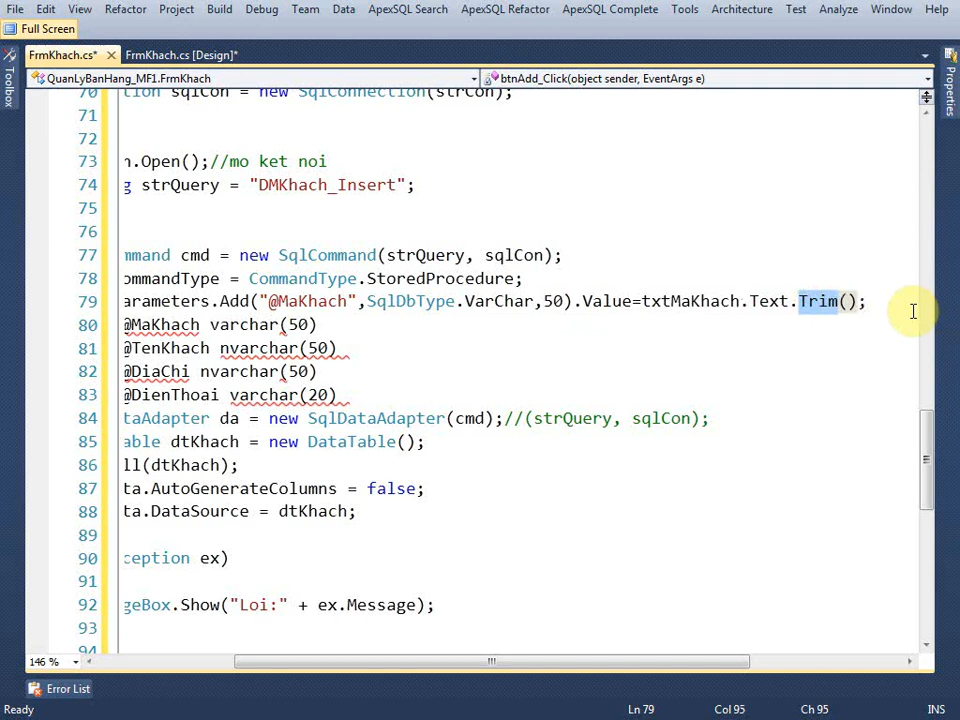 File Edit View Refactor Project Build Debug Team Data ApexSQL Search ApexSQL Refactor ApexSQL Complete Tools Architecture Test Analyze Window Help
Full Screen
FrmKhach.cs* FrmKhach.cs [Design]*
Toolbox
QuanLyBanHang_MF1.FrmKhach btnAdd_Click(object sender, EventArgs e)
Properties
70 ction sqlCon = new SqlConnection(strCon);
71
72
73 n.Open();//mo ket noi
74 g strQuery = "DMKhach_Insert";
75
76
77 mmand cmd = new SqlCommand(strQuery, sqlCon);
78 ommandType = CommandType.StoredProcedure;
79 arameters.Add("@MaKhach",SqlDbType.VarChar,50).Value=txtMaKhach.Text.Trim();
80 @MaKhach varchar(50)
81 @TenKhach nvarchar(50)
82 @DiaChi nvarchar(50)
83 @DienThoai varchar(20)
84 taAdapter da = new SqlDataAdapter(cmd);//(strQuery, sqlCon);
85 able dtKhach = new DataTable();
86 ll(dtKhach);
87 ta.AutoGenerateColumns = false;
88 ta.DataSource = dtKhach;
89
90 ception ex)
91
92 geBox.Show("Loi:" + ex.Message);
93
94
146 %
Error List
Ready Ln 79 Col 95 Ch 95 INS